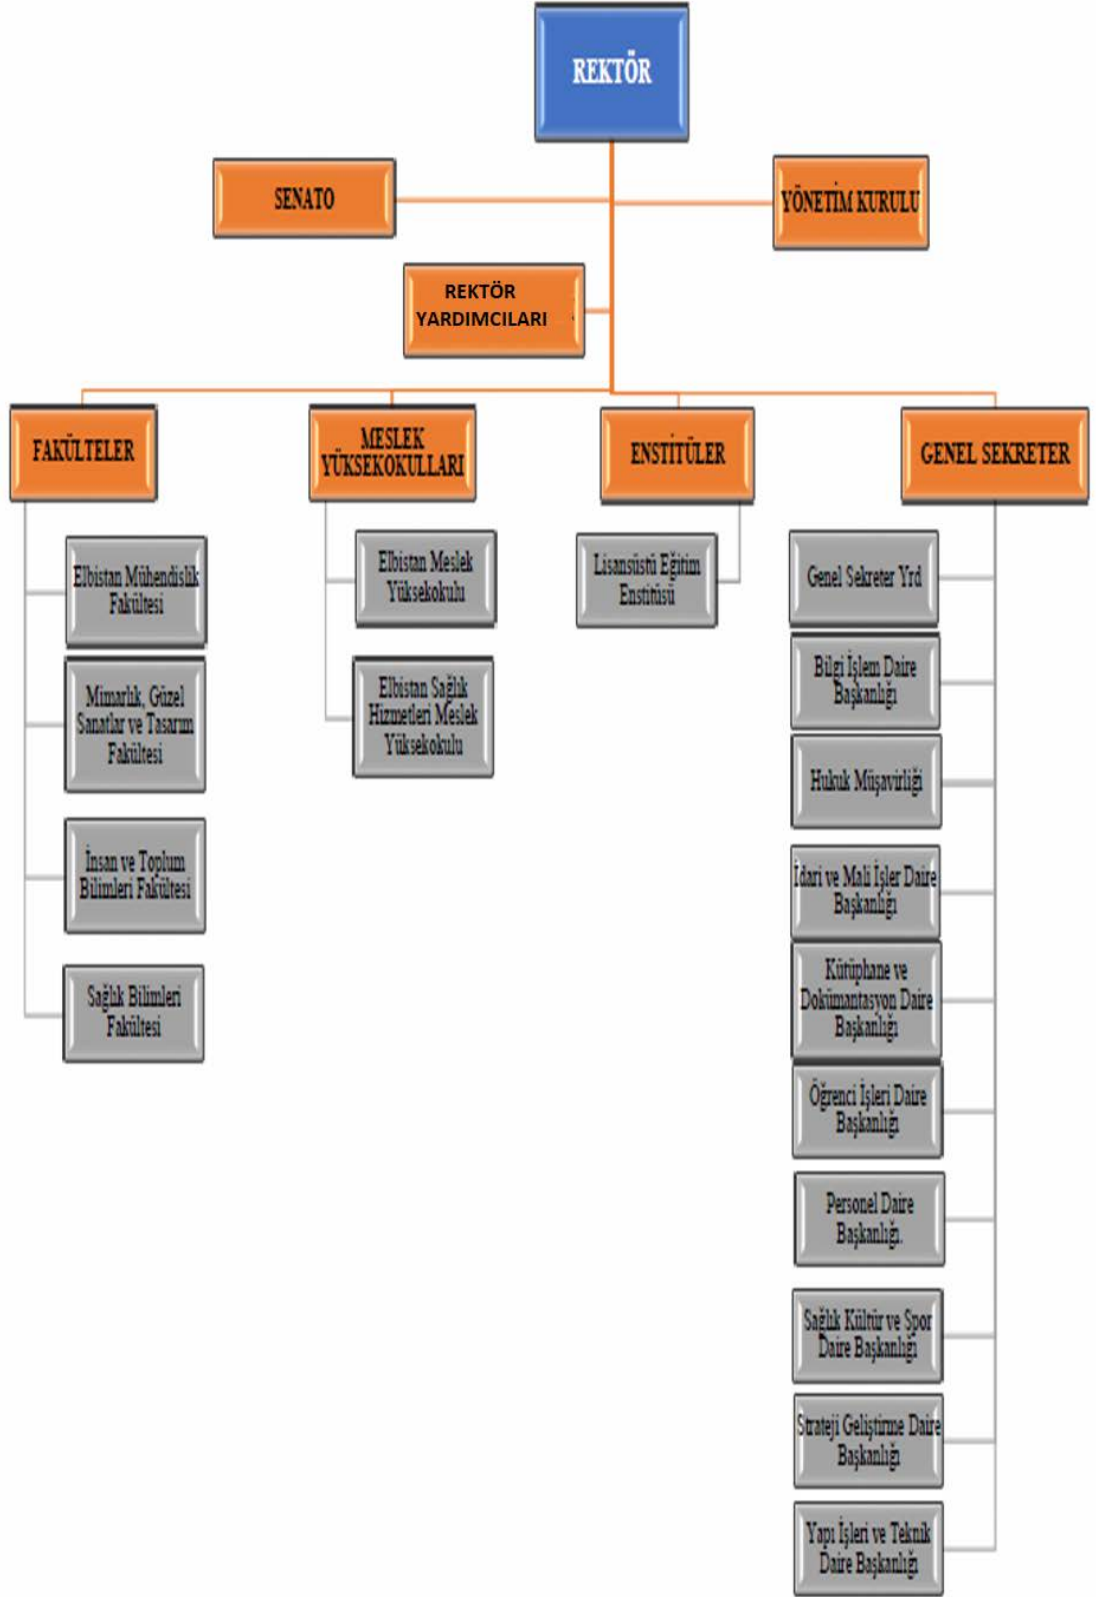 REKTÖR
SENATO
YÖNETİM KURULU
REKTÖR
YARDIMCILARI
FAKÜLTELER
MESLEK
YÜKSEKOKULLARI
ENSTİTÜLER
GENEL SEKRETER
Elbistan Mühendislik
Fakültesi
Mimarlık, Güzel
Sanatlar ve Tasarım
Fakültesi
İnsan ve Toplum
Bilimleri Fakültesi
Sağlık Bilimleri
Fakültesi
Elbistan Meslek
Yüksekokulu
Elbistan Sağlık
Hizmetleri Meslek
Yüksekokulu
Lisansüstü Eğitim
Enstitüsü
Genel Sekreter Yrd
Bilgi İşlem Daire
Başkanlığı
Hukuk Müşavirliği
İdari ve Mali İşler Daire
Başkanlığı
Kütüphane ve
Dokümantasyon Daire
Başkanlığı
Öğrenci İşleri Daire
Başkanlığı
Personel Daire
Başkanlığı.
Sağlık Kültür ve Spor
Daire Başkanlığı
Strateji Geliştirme Daire
Başkanlığı
Yapı İşleri ve Teknik
Daire Başkanlığı